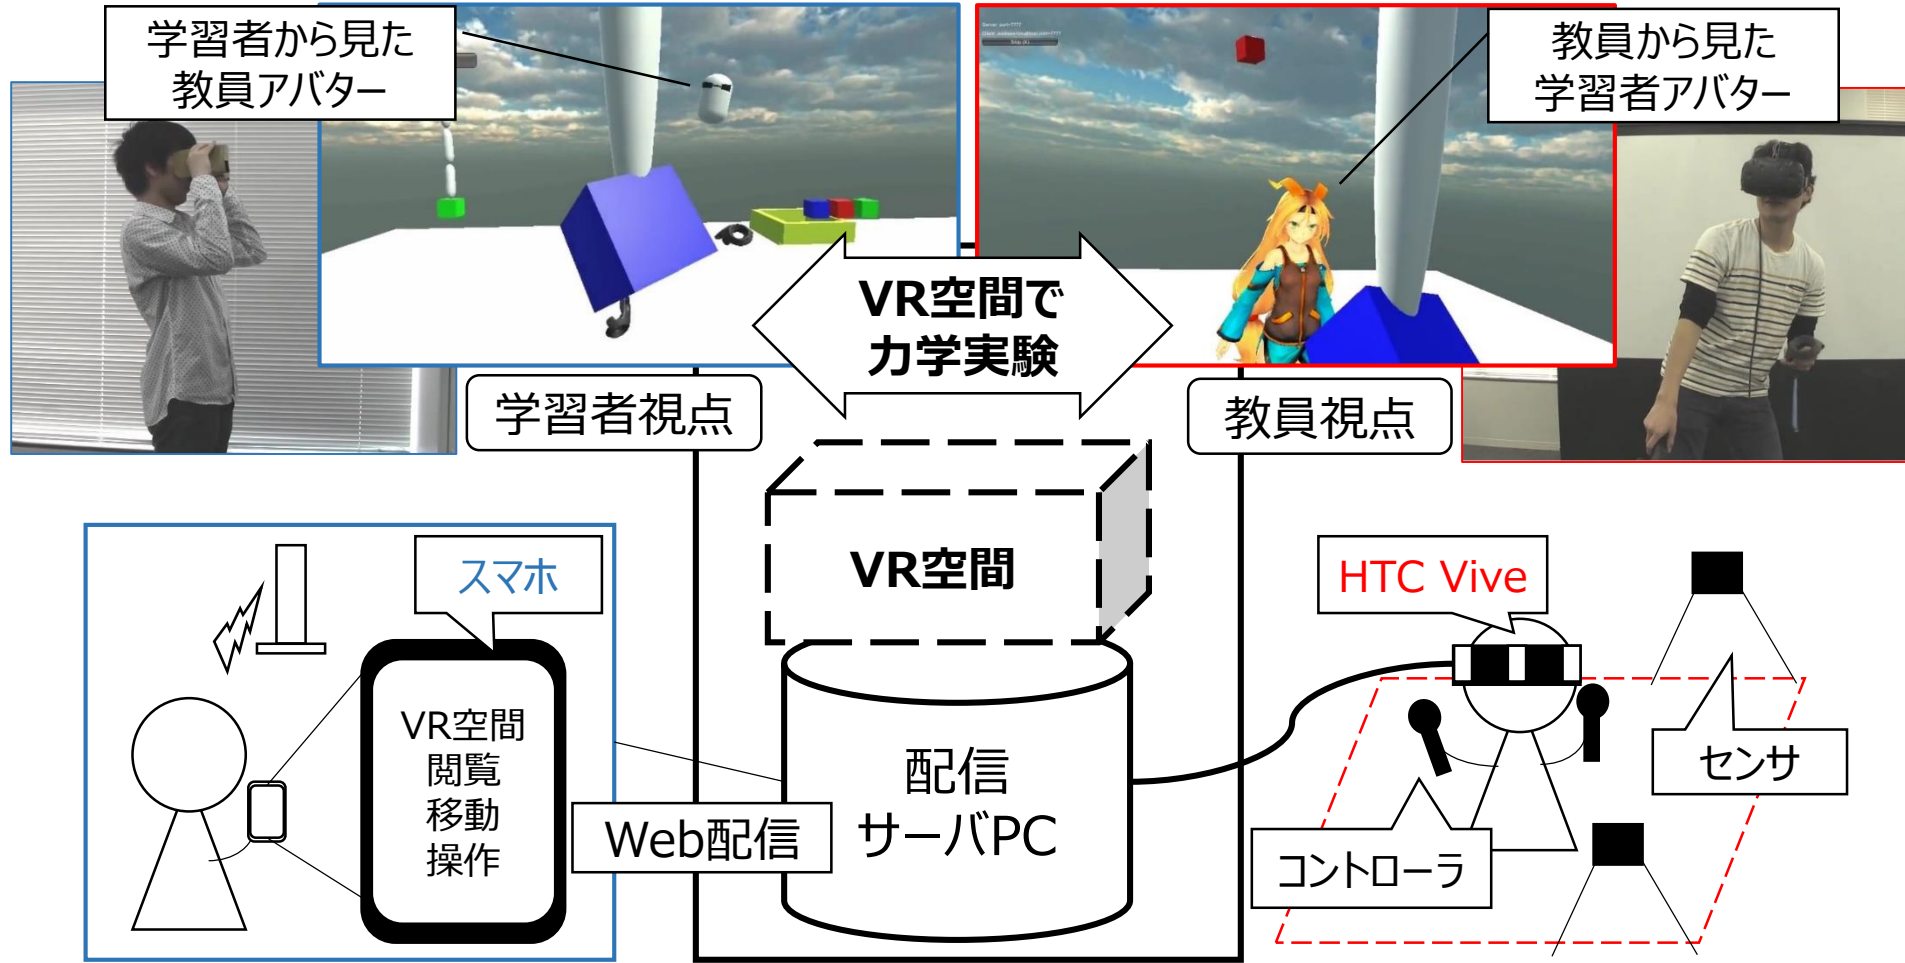 学習者から見た
教員アバター
教員から見た
学習者アバター
VR空間で
力学実験
学習者視点
教員視点
VR空間
スマホ
HTC Vive
VR空間
閲覧
移動
操作
配信
サーバPC
Web配信
センサ
コントローラ